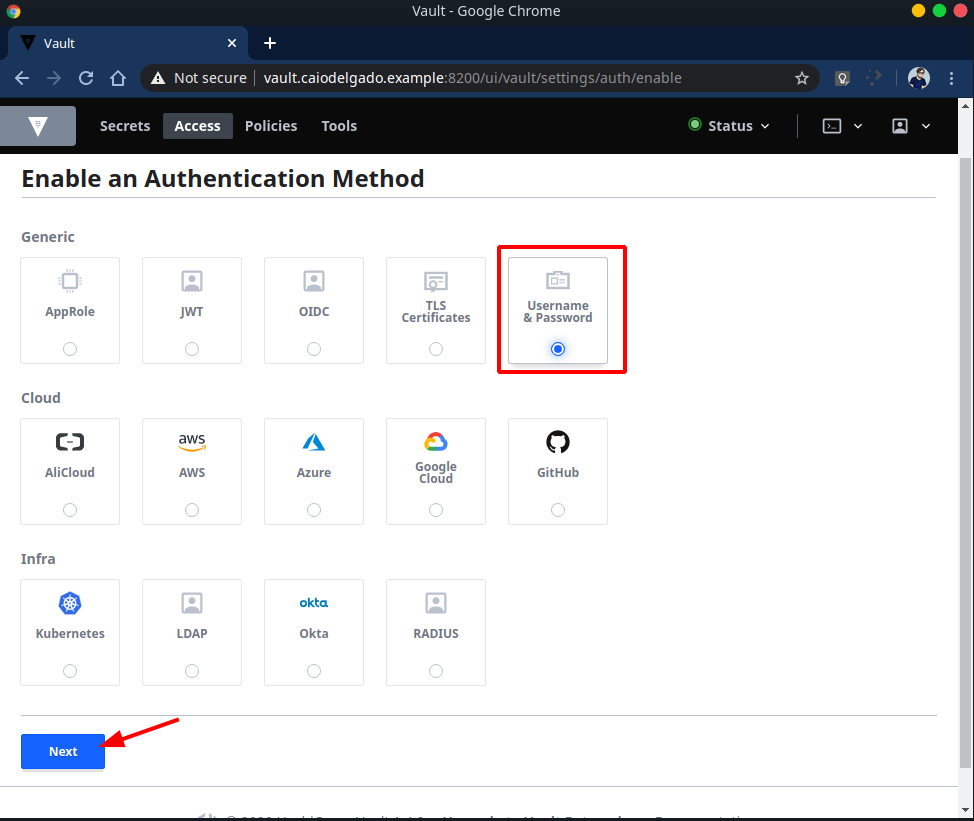 Vault - Google Chrome
Vault
Not secure
vault.caiodelgado.example:8200/ui/vault/settings/auth/enable
Secrets
Access
Policies
Tools
Status
Enable an Authentication Method
Generic
AppRole
JWT
OIDC
TLS
Certificates
Username
& Password
Cloud
AliCloud
aws
AWS
Azure
Google
Cloud
GitHub
Infra
Kubernetes
LDAP
okta
Okta
RADIUS
Next